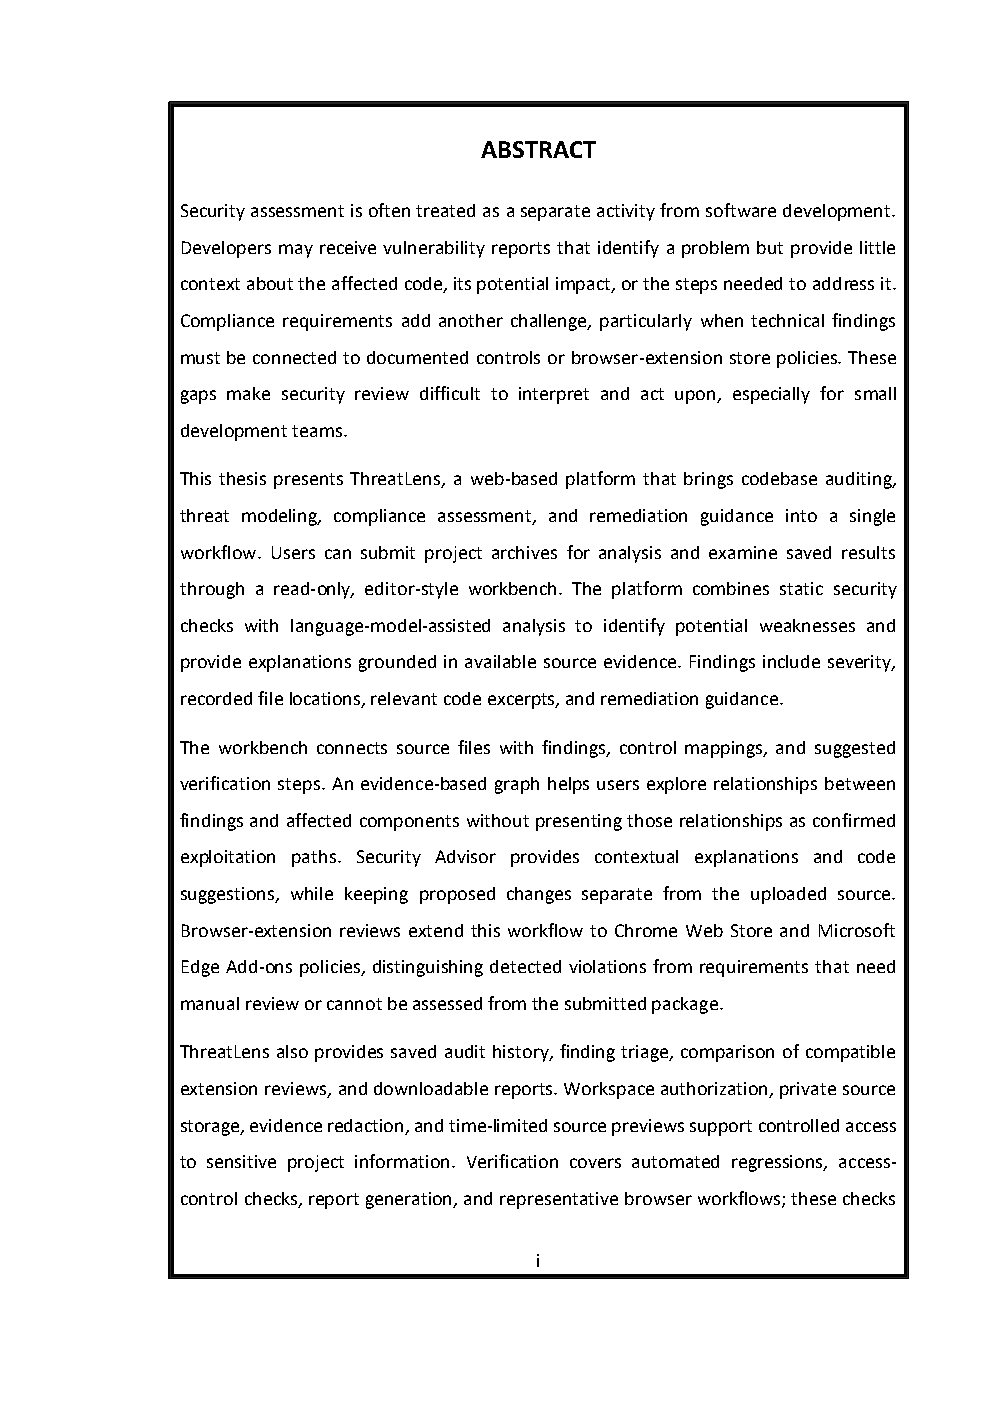 ABSTRACT
Security assessment is often treated as a separate activity from software development.
Developers may receive vulnerability reports that identify a problem but provide little
context about the affected code, its potential impact, or the steps needed to address it.
Compliance requirements add another challenge, particularly when technical findings
must be connected to documented controls or browser-extension store policies. These
gaps make security review difficult to interpret and act upon, especially for small
development teams.
This thesis presents ThreatLens, a web-based platform that brings codebase auditing,
threat modeling, compliance assessment, and remediation guidance into a single
workflow. Users can submit project archives for analysis and examine saved results
through a read-only, editor-style workbench. The platform combines static security
checks with language-model-assisted analysis to identify potential weaknesses and
provide explanations grounded in available source evidence. Findings include severity,
recorded file locations, relevant code excerpts, and remediation guidance.
The workbench connects source files with findings, control mappings, and suggested
verification steps. An evidence-based graph helps users explore relationships between
findings and affected components without presenting those relationships as confirmed
exploitation paths. Security Advisor provides contextual explanations and code
suggestions, while keeping proposed changes separate from the uploaded source.
Browser-extension reviews extend this workflow to Chrome Web Store and Microsoft
Edge Add-ons policies, distinguishing detected violations from requirements that need
manual review or cannot be assessed from the submitted package.
ThreatLens also provides saved audit history, finding triage, comparison of compatible
extension reviews, and downloadable reports. Workspace authorization, private source
storage, evidence redaction, and time-limited source previews support controlled access
to sensitive project information. Verification covers automated regressions, access-
control checks, report generation, and representative browser workflows; these checks
i